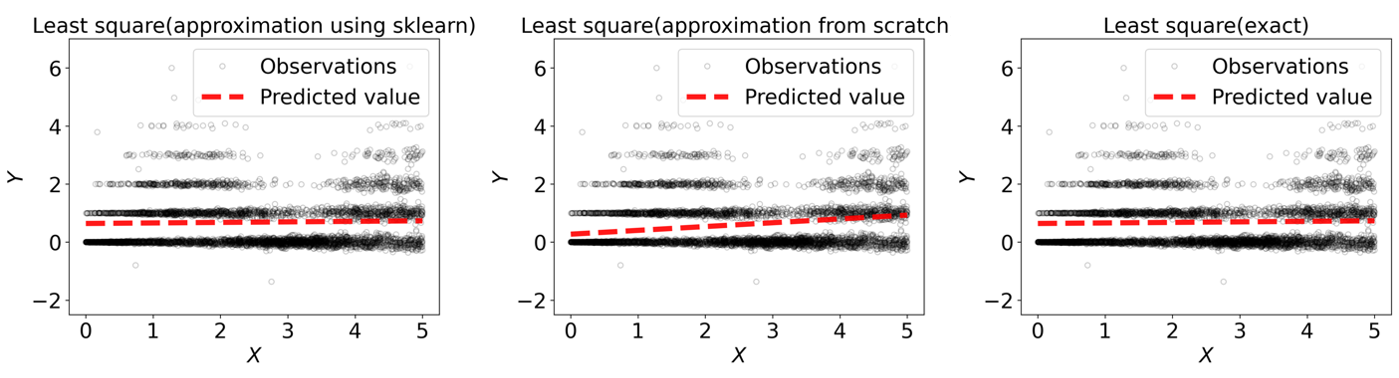 Least square(approximation using sklearn)
Observations
Predicted value
6
4
2
0
−2
Y
0 1 2 3 4 5
X
Least square(approximation from scratch
Observations
Predicted value
6
4
2
0
−2
Y
0 1 2 3 4 5
X
Least square(exact)
Observations
Predicted value
6
4
2
0
−2
Y
0 1 2 3 4 5
X